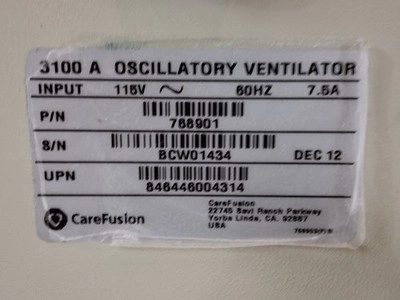 3100 A OSCILLATORY VENTILATOR
INPUT 115V ~ 60HZ 7.5A
P/N 768901
S/N BCW01434 DEC 12
UPN 846446004314
CareFusion
CareFusion
22745 Savi Ranch Parkway
Yorba Linda, CA. 92887
USA